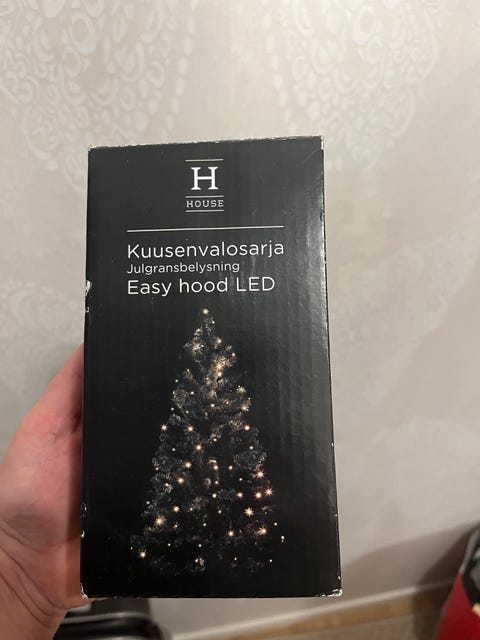 H
HOUSE
Kuusenvalosarja
Julgransbelysning
Easy hood LED